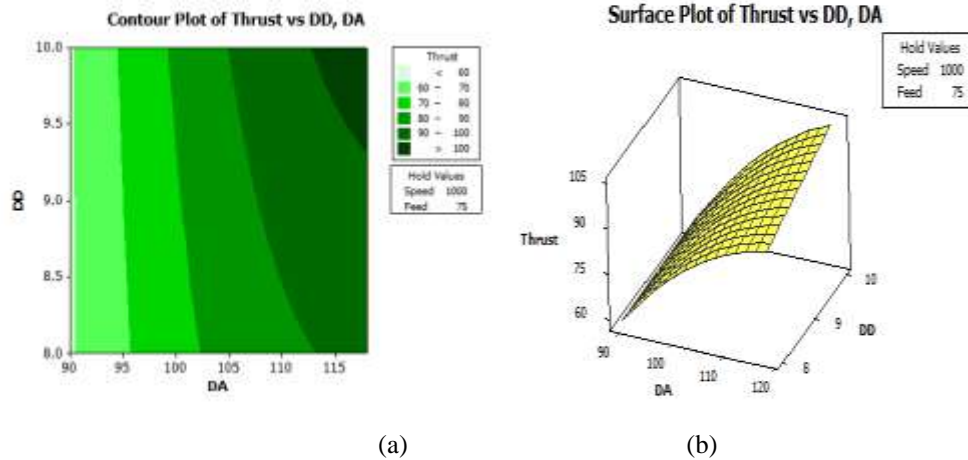 Contour Plot of Thrust vs DD, DA
10.0
9.5
9.0
8.5
8.0
DD
90 95 100 105 110 115
DA
Thrust
< 60
60 – 70
70 – 80
80 – 90
90 – 100
> 100
Hold Values
Speed 1000
Feed 75
Surface Plot of Thrust vs DD, DA
Hold Values
Speed 1000
Feed 75
105
90
75
60
Thrust
90
100
110
120
DA
8
9
10
DD
(a) (b)